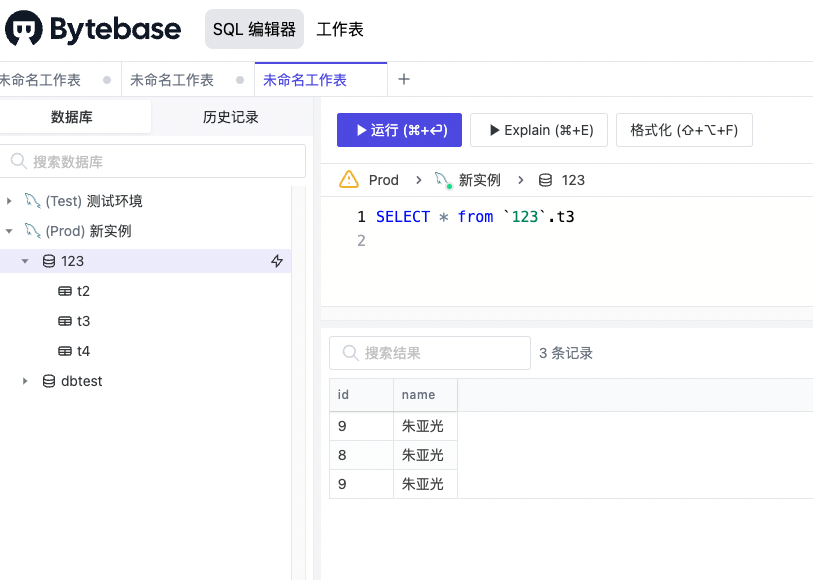 Bytebase SQL 编辑器 工作表
未命名工作表 未命名工作表 未命名工作表 +
数据库 历史记录
搜索数据库
(Test) 测试环境
(Prod) 新实例
123
t2
t3
t4
dbtest
运行 (⌘+⏎) Explain (⌘+E) 格式化 (⇧+⌥+F)
Prod 新实例 123
1 SELECT * from `123`.t3
2
搜索结果 3 条记录
id name
9 朱亚光
8 朱亚光
9 朱亚光